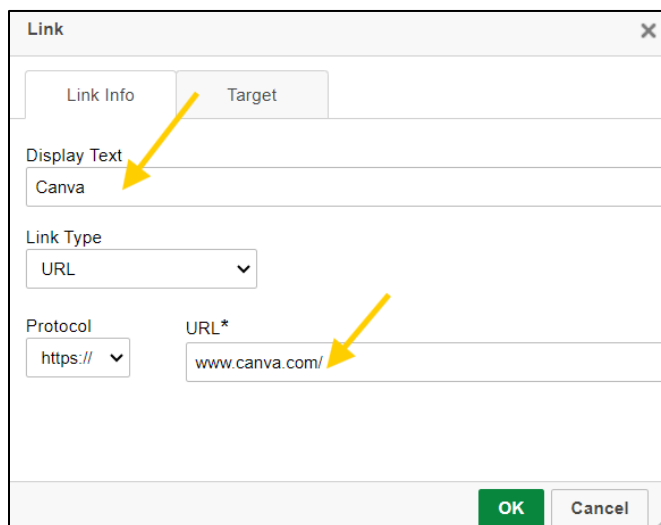 Link
Link Info Target
Display Text
Canva
Link Type
URL
Protocol URL*
https:// www.canva.com/
OK Cancel